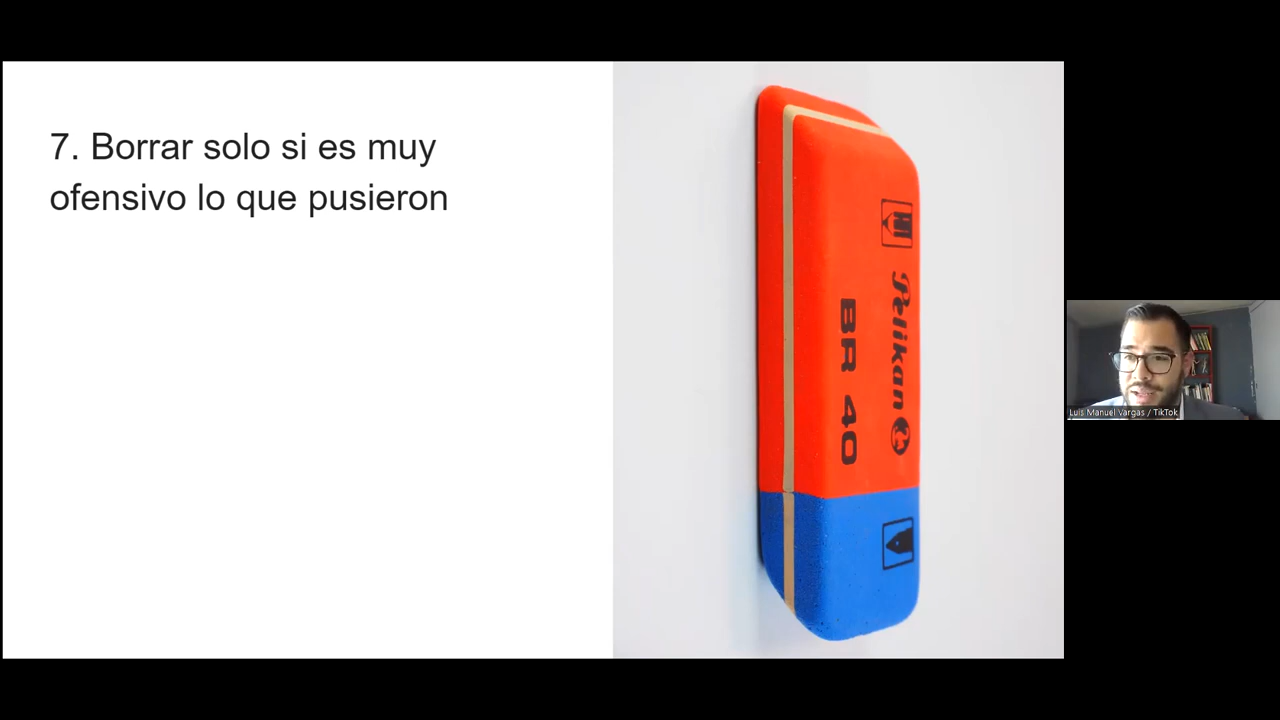 7. Borrar solo si es muy
ofensivo lo que pusieron
Pelikan
BR 40
Luis Manuel Vargas / TikTok